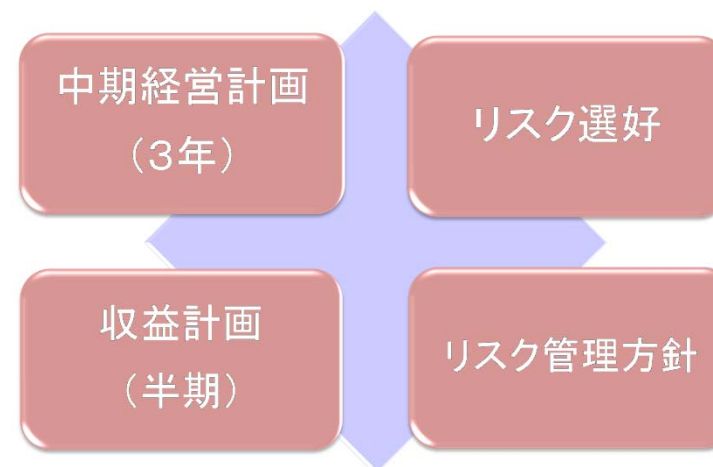 中期経営計画
（３年）
リスク選好
収益計画
（半期）
リスク管理方針